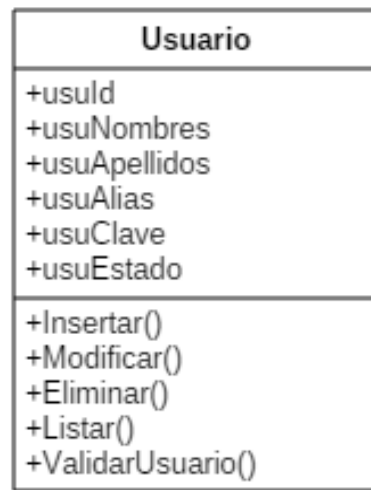 Usuario
+usuId
+usuNombres
+usuApellidos
+usuAlias
+usuClave
+usuEstado
+Insertar()
+Modificar()
+Eliminar()
+Listar()
+ValidarUsuario()